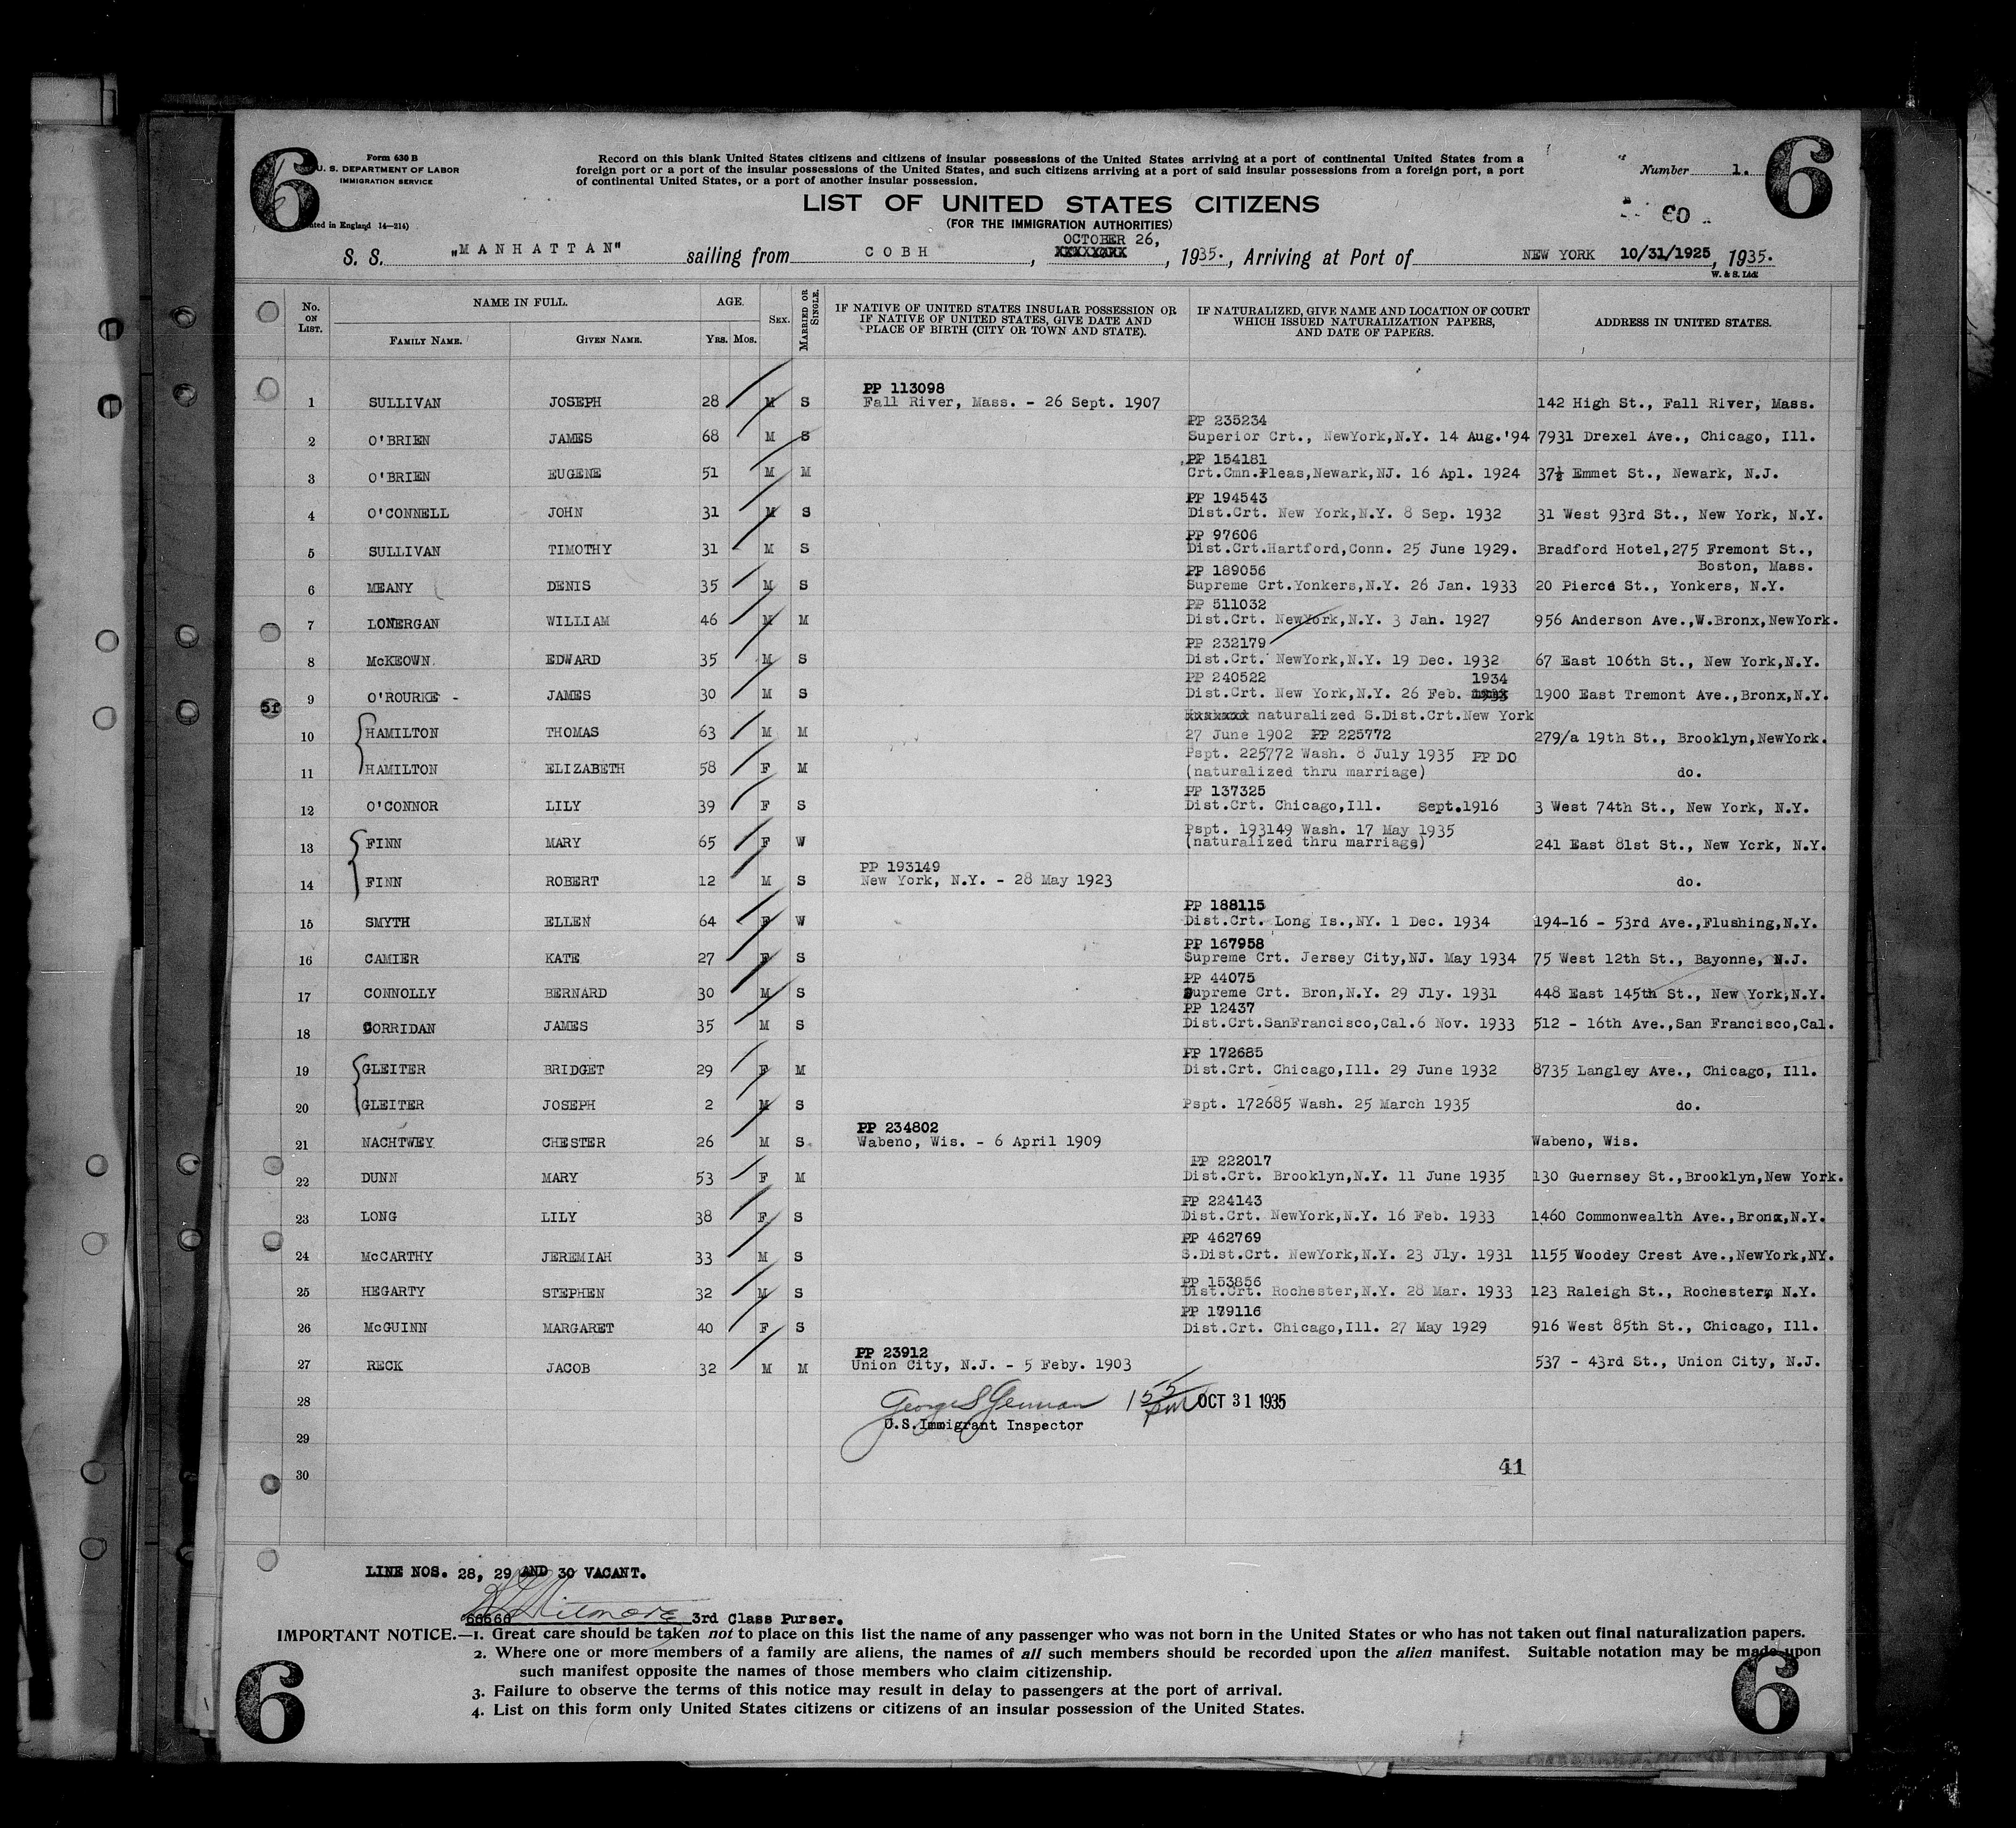 6
6
Form 630 B
U. S. DEPARTMENT OF LABOR
IMMIGRATION SERVICE
in England 14—214)
Record on this blank United States citizens and citizens of insular possessions of the United States arriving at a port of continental United States from a
foreign port or a port of the insular possessions of the United States, and such citizens arriving at a port of said insular possessions from a foreign port, a port
of continental United States, or a port of another insular possession.
Number 1.
LIST OF UNITED STATES CITIZENS
(FOR THE IMMIGRATION AUTHORITIES)
60
OCTOBER 26,
S. S. "MANHATTAN" sailing from COBH, 1935., Arriving at Port of NEW YORK 10/31/1925, 1935.
W. & S. Ltd.
No. ON LIST.
NAME IN FULL.
FAMILY NAME. GIVEN NAME.
AGE.
YRS. MOS.
SEX.
MARRIED OR SINGLE.
IF NATIVE OF UNITED STATES INSULAR POSSESSION OR
IF NATIVE OF UNITED STATES, GIVE DATE AND
PLACE OF BIRTH (CITY OR TOWN AND STATE).
IF NATURALIZED, GIVE NAME AND LOCATION OF COURT
WHICH ISSUED NATURALIZATION PAPERS,
AND DATE OF PAPERS.
ADDRESS IN UNITED STATES.
PP 113098
1 SULLIVAN JOSEPH 28 M S Fall River, Mass. - 26 Sept. 1907 142 High St., Fall River, Mass.
PP 235234
2 O'BRIEN JAMES 68 M S Superior Crt., NewYork,N.Y. 14 Aug.'94 7931 Drexel Ave., Chicago, Ill.
PP 154181
3 O'BRIEN EUGENE 51 M M Crt.Cmn.Pleas,Newark,NJ. 16 Apl. 1924 37½ Emmet St., Newark, N.J.
PP 194543
4 O'CONNELL JOHN 31 M S Dist.Crt. New York,N.Y. 8 Sep. 1932 31 West 93rd St., New York, N.Y.
PP 97606
5 SULLIVAN TIMOTHY 31 M S Dist.Crt.Hartford,Conn. 25 June 1929. Bradford Hotel,275 Fremont St.,
Boston, Mass.
PP 189056
6 MEANY DENIS 35 M S Supreme Crt.Yonkers,N.Y. 26 Jan. 1933 20 Pierce St., Yonkers, N.Y.
PP 511032
7 LONERGAN WILLIAM 46 M M Dist.Crt. NewYork,N.Y. 3 Jan. 1927 956 Anderson Ave.,W.Bronx,NewYork.
PP 232179
8 McKEOWN. EDWARD 35 M S Dist.Crt. NewYork,N.Y. 19 Dec. 1932 67 East 106th St., New York,N.Y.
PP 240522 1934
5f 9 O'ROURKE - JAMES 30 M S Dist.Crt. New York,N.Y. 26 Feb. 1933 1900 East Tremont Ave.,Bronx,N.Y.
naturalized S.Dist.Crt.New York
10 HAMILTON THOMAS 63 M M 27 June 1902 PP 225772 279/a 19th St., Brooklyn,NewYork.
Pspt. 225772 Wash. 8 July 1935 PP DO
11 HAMILTON ELIZABETH 58 F M (naturalized thru marriage) do.
PP 137325
12 O'CONNOR LILY 39 F S Dist.Crt. Chicago,Ill. Sept.1916 3 West 74th St., New York, N.Y.
Pspt. 193149 Wash. 17 May 1935
13 FINN MARY 65 F W (naturalized thru marriage) 241 East 81st St., New York, N.Y.
PP 193149
14 FINN ROBERT 12 M S New York, N.Y. - 28 May 1923 do.
PP 188115
15 SMYTH ELLEN 64 F W Dist.Crt. Long Is.,NY. 1 Dec. 1934 194-16 - 53rd Ave.,Flushing,N.Y.
PP 167958
16 CAMIER KATE 27 F S Supreme Crt. Jersey City,NJ. May 1934 75 West 12th St., Bayonne, N.J.
PP 44075
17 CONNOLLY BERNARD 30 M S Supreme Crt. Bron,N.Y. 29 Jly. 1931 448 East 145th St., New York,N.Y.
PP 12437
18 CORRIDAN JAMES 35 M S Dist.Crt.SanFrancisco,Cal.6 Nov. 1933 512 - 16th Ave.,San Francisco,Cal.
PP 172685
19 GLEITER BRIDGET 29 F M Dist.Crt. Chicago,Ill. 29 June 1932 8735 Langley Ave., Chicago, Ill.
20 GLEITER JOSEPH 2 M S Pspt. 172685 Wash. 25 March 1935 do.
PP 234802
21 NACHTWEY CHESTER 26 M S. Wabeno, Wis. - 6 April 1909 Wabeno, Wis.
PP 222017
22 DUNN MARY 53 F M Dist.Crt. Brooklyn,N.Y. 11 June 1935 130 Guernsey St.,Brooklyn,New York.
PP 224143
23 LONG LILY 38 F S Dist.Crt. NewYork,N.Y. 16 Feb. 1933 1460 Commonwealth Ave.,Bronx,N.Y.
PP 462769
24 McCARTHY JEREMIAH 33 M S S.Dist.Crt. NewYork,N.Y. 23 Jly. 1931 1155 Woodey Crest Ave.,NewYork,NY.
PP 153856
25 HEGARTY STEPHEN 32 M S Dist.Crt. Rochester,N.Y. 28 Mar. 1933 123 Raleigh St., Rochester, N.Y.
PP 179116
26 McGUINN MARGARET 40 F S Dist.Crt. Chicago,Ill. 27 May 1929 916 West 85th St., Chicago, Ill.
PP 23912
27 RECK JACOB 32 M M Union City, N.J. - 5 Feby. 1903 537 - 43rd St., Union City, N.J.
28 155 pm OCT 31 1935
U.S.Immigrant Inspector
29
30 41
LINE NOS. 28, 29 AND 30 VACANT.
66666 3rd Class Purser.
IMPORTANT NOTICE.—1. Great care should be taken not to place on this list the name of any passenger who was not born in the United States or who has not taken out final naturalization papers.
2. Where one or more members of a family are aliens, the names of all such members should be recorded upon the alien manifest. Suitable notation may be made upon
such manifest opposite the names of those members who claim citizenship.
3. Failure to observe the terms of this notice may result in delay to passengers at the port of arrival.
4. List on this form only United States citizens or citizens of an insular possession of the United States.
6
6